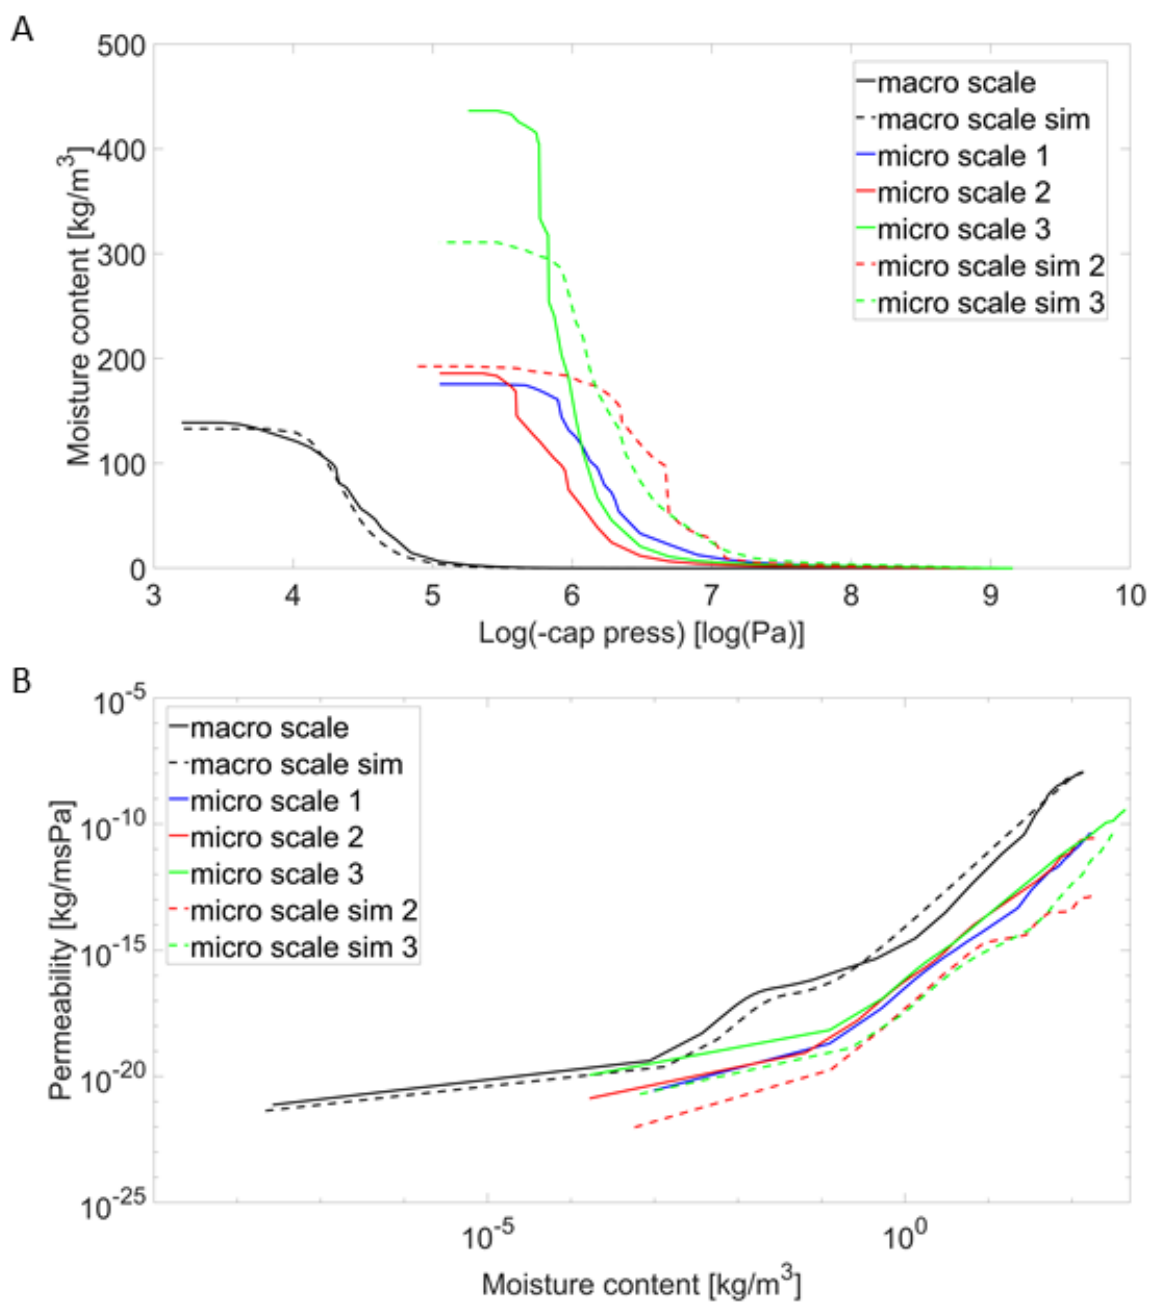 A
500
400
300
200
100
0
Moisture content [kg/m³]
3 4 5 6 7 8 9 10
Log(-cap press) [log(Pa)]
macro scale
macro scale sim
micro scale 1
micro scale 2
micro scale 3
micro scale sim 2
micro scale sim 3
B
10⁻⁵
10⁻¹⁰
10⁻¹⁵
10⁻²⁰
10⁻²⁵
Permeability [kg/msPa]
macro scale
macro scale sim
micro scale 1
micro scale 2
micro scale 3
micro scale sim 2
micro scale sim 3
10⁻⁵ 10⁰
Moisture content [kg/m³]